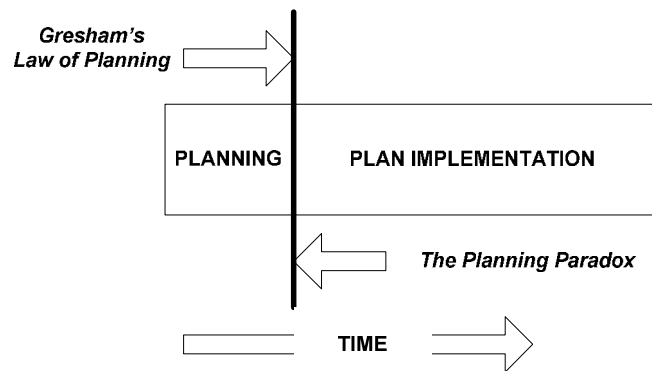 Gresham's
Law of Planning
PLANNING
PLAN IMPLEMENTATION
The Planning Paradox
TIME